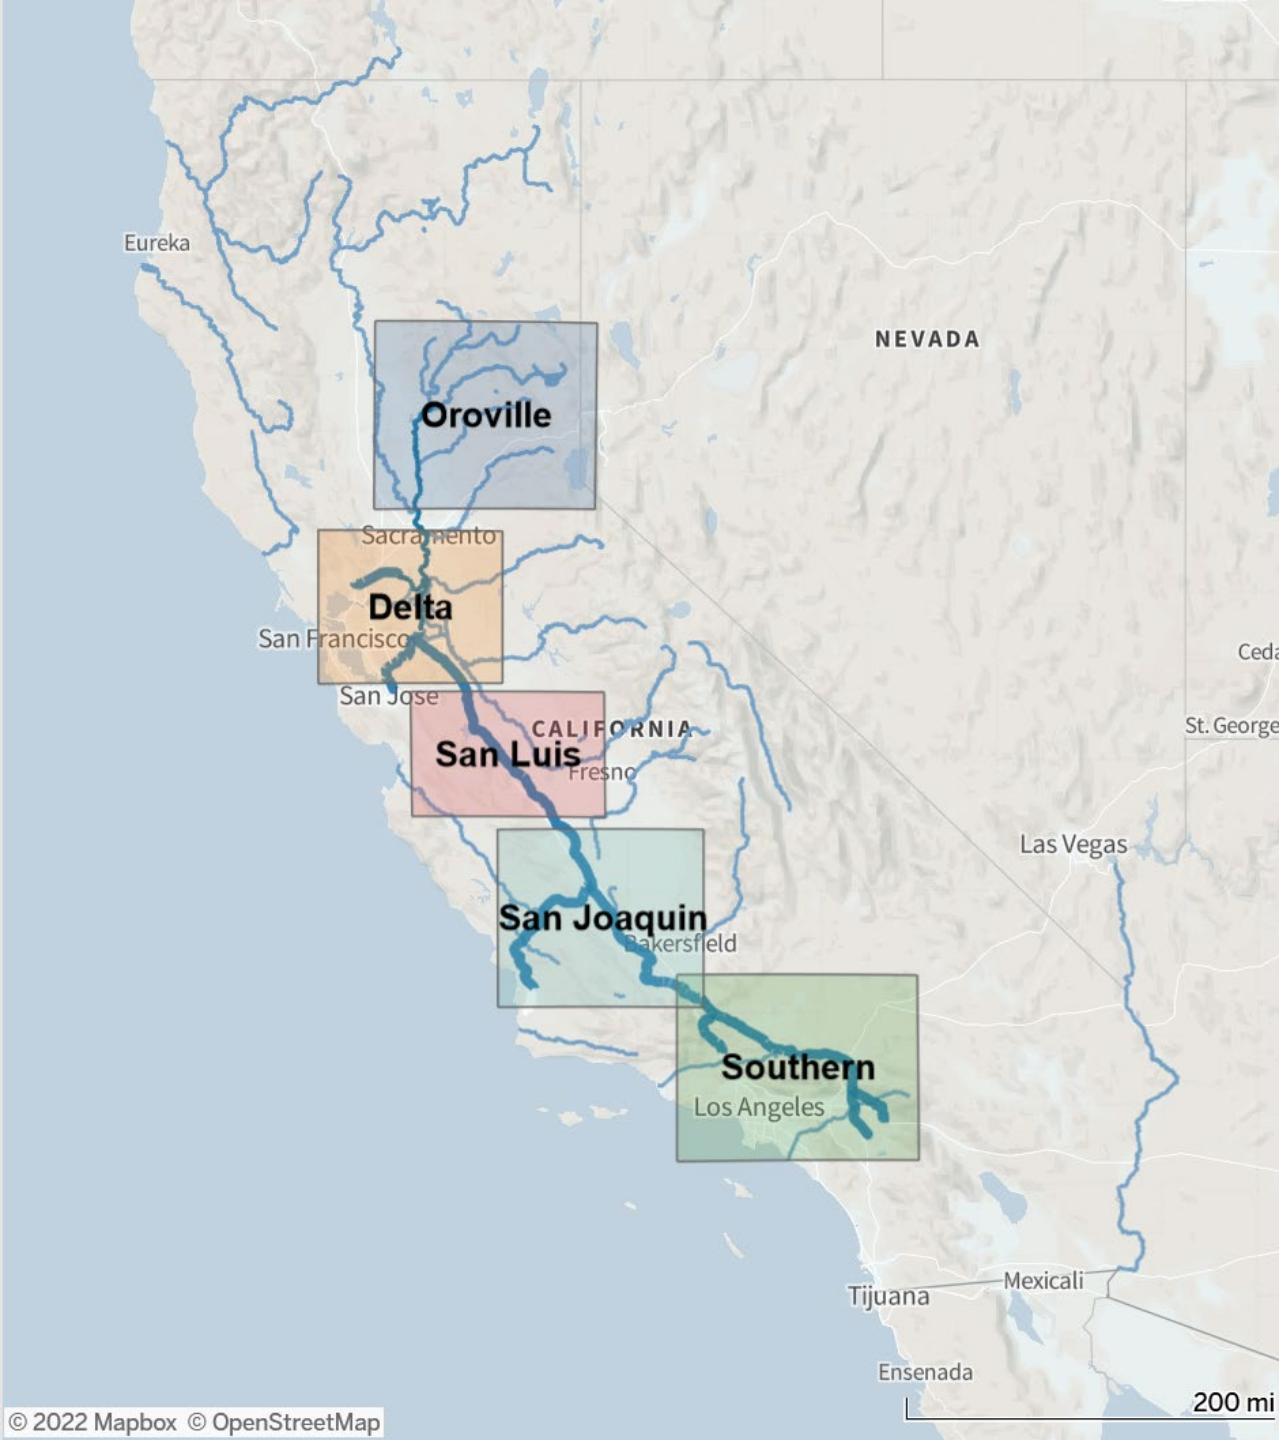 Eureka
NEVADA
Oroville
Sacramento
Delta
San Francisco
San Jose
Ceda
St. George
CALIFORNIA
San Luis
Fresno
Las Vegas
San Joaquin
Bakersfield
Southern
Los Angeles
Mexicali
Tijuana
Ensenada
200 mi
© 2022 Mapbox © OpenStreetMap